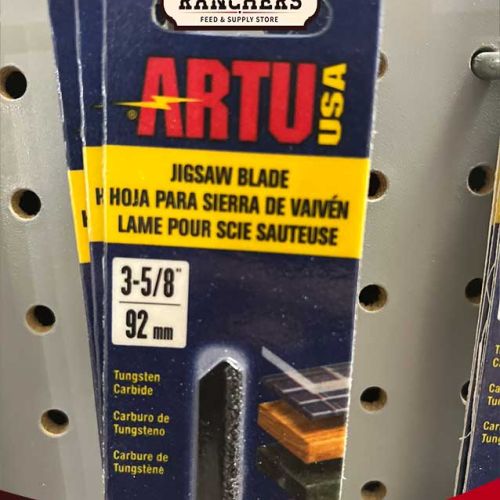 RANCHERS
FEED & SUPPLY STORE
ARTU USA
®
JIGSAW BLADE
HOJA PARA SIERRA DE VAIVÉN
LAME POUR SCIE SAUTEUSE
3-5/8"
92 mm
Tungsten
Carbide
Carburo de
Tungsteno
Carbure de
Tungstène